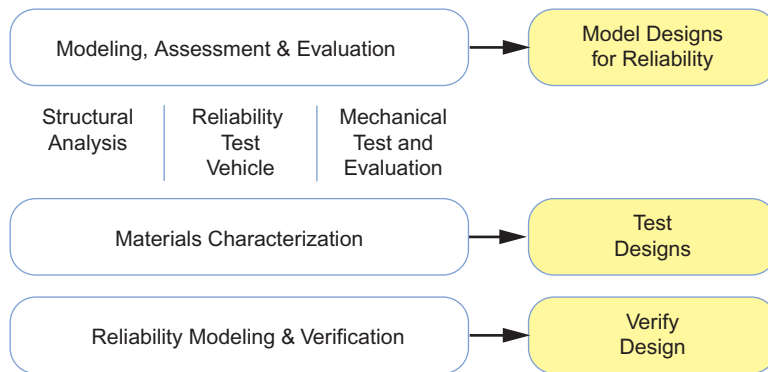 Modeling, Assessment & Evaluation
Model Designs
for Reliability
Structural
Analysis
Reliability
Test
Vehicle
Mechanical
Test and
Evaluation
Materials Characterization
Test
Designs
Reliability Modeling & Verification
Verify
Design